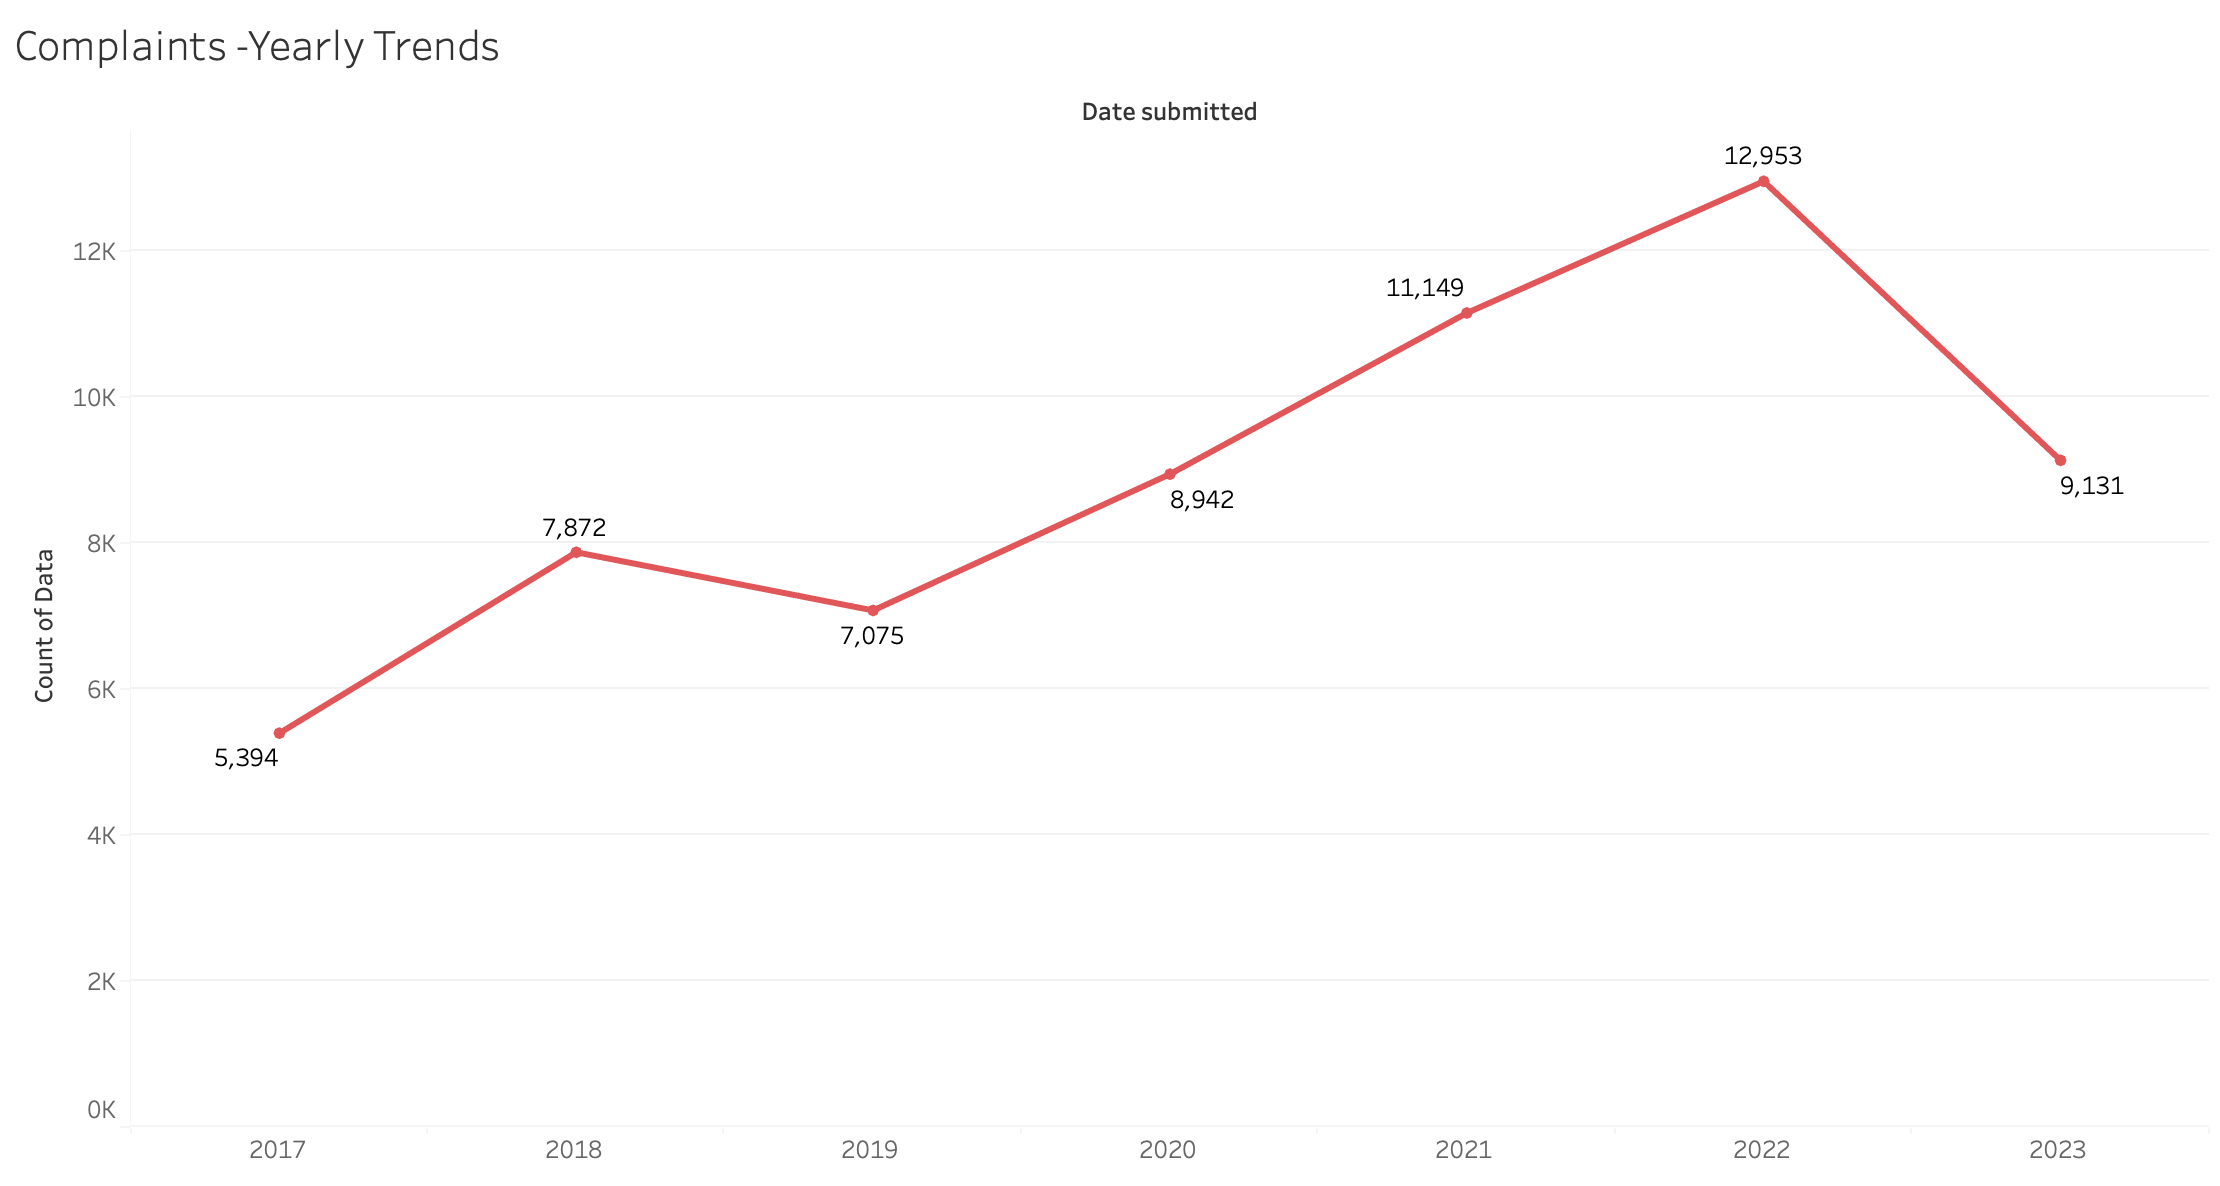 Complaints -Yearly Trends
Date submitted
12,953
12K
11,149
10K
9,131
8,942
7,872
8K
Count of Data
7,075
6K
5,394
4K
2K
0K
2017 2018 2019 2020 2021 2022 2023